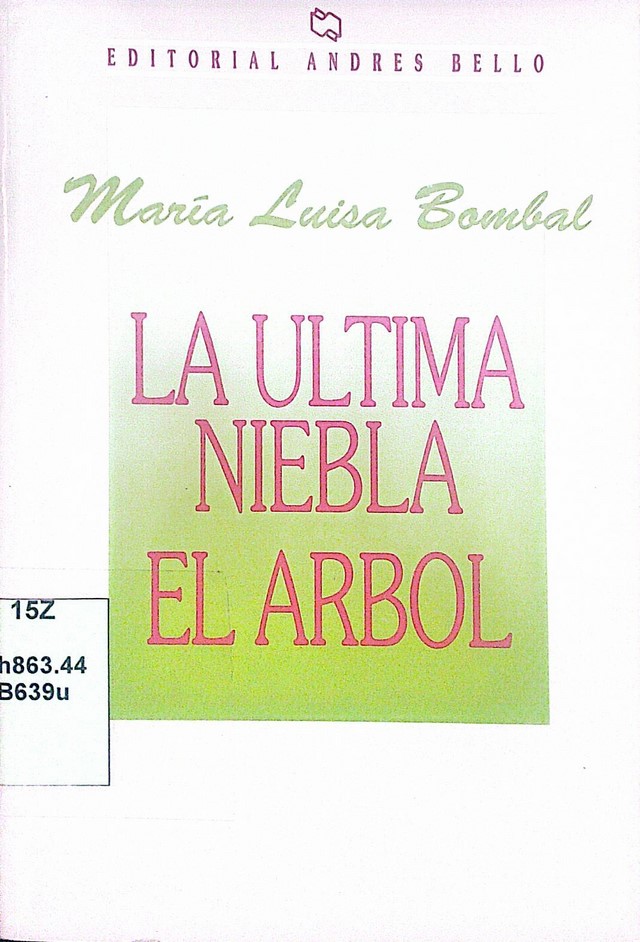 EDITORIAL ANDRES BELLO
María Luisa Bombal
LA ULTIMA
NIEBLA
EL ARBOL
15Z
h863.44
B639u